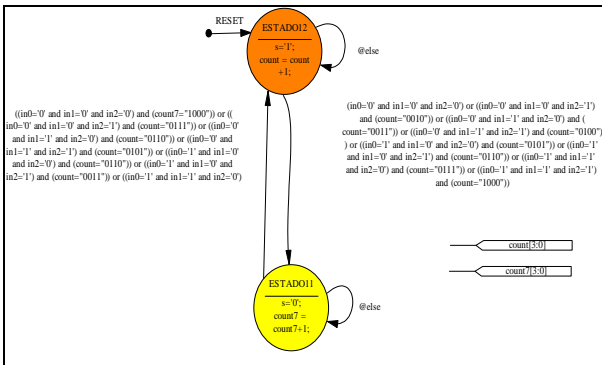 RESET
ESTADO12
s='1';
count = count
+1;
@else
((in0='0' and in1='0' and in2='0') and (count7="1000")) or ((
in0='0' and in1='0' and in2='1') and (count="0111")) or ((in0='0'
and in1='1' and in2='0') and (count="0110")) or ((in0='0' and
in1='1' and in2='1') and (count="0101")) or ((in0='1' and in1='0'
and in2='0') and (count="0110")) or ((in0='1' and in1='0' and
in2='1') and (count="0011")) or ((in0='1' and in1='1' and in2='0')
(in0='0' and in1='0' and in2='0') or ((in0='0' and in1='0' and in2='1')
and (count="0010")) or ((in0='0' and in1='1' and in2='0') and (
count="0011")) or ((in0='0' and in1='1' and in2='1') and (count="0100")
) or ((in0='1' and in1='0' and in2='0') and (count="0101")) or ((in0='1'
and in1='0' and in2='1') and (count="0110")) or ((in0='1' and in1='1'
and in2='0') and (count="0111")) or ((in0='1' and in1='1' and in2='1')
and (count="1000"))
count[3:0]
count7[3:0]
ESTADO11
s='0';
count7 =
count7+1;
@else